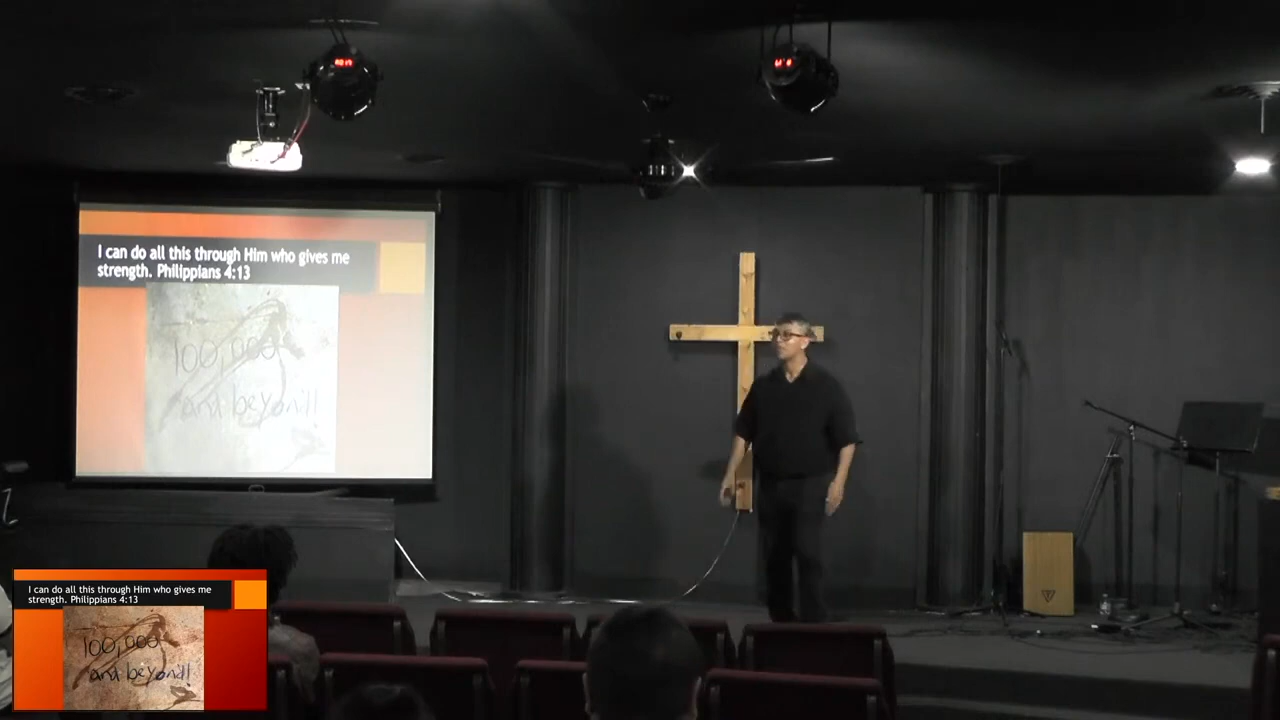 I can do all this through Him who gives me
strength. Philippians 4:13
100,000
and beyond!
I can do all this through Him who gives me
strength. Philippians 4:13
100,000
and beyond!